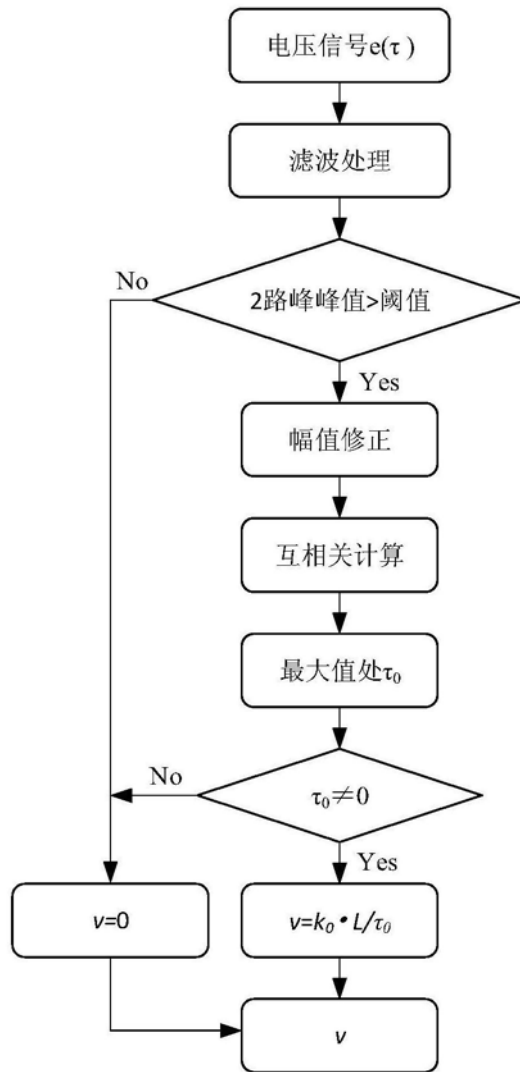 电压信号e(τ)
滤波处理
2路峰峰值>阈值
No
Yes
幅值修正
互相关计算
最大值处τ₀
τ₀≠0
No
Yes
v=0
v=k₀•L/τ₀
v